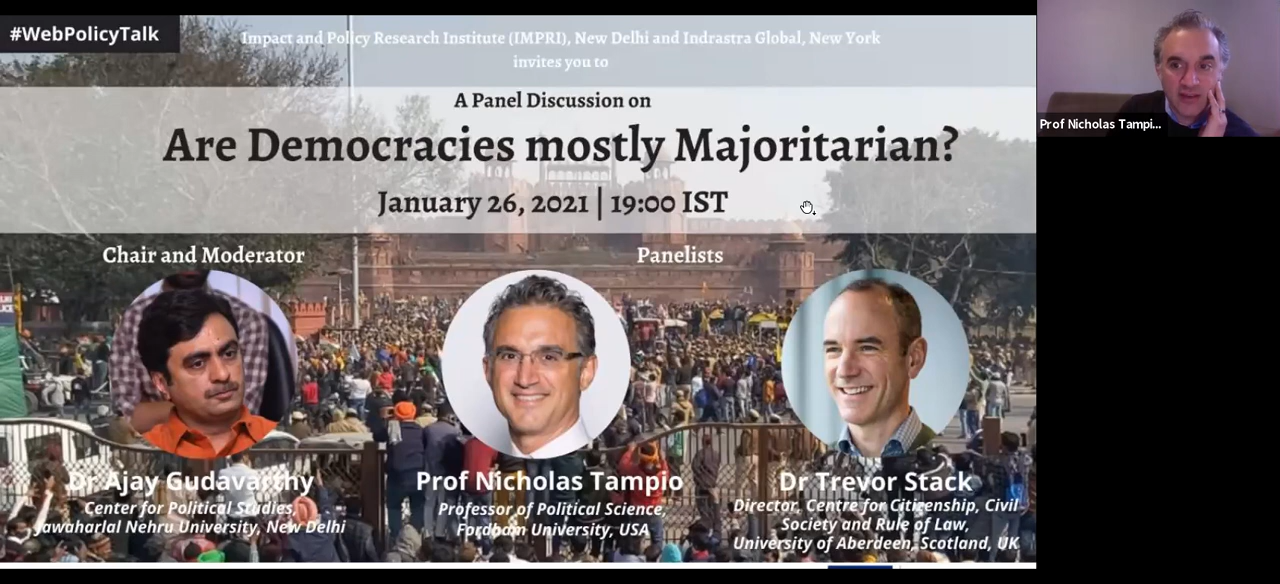 #WebPolicyTalk
Impact and Policy Research Institute (IMPRI), New Delhi and Indrastra Global, New York
invites you to
A Panel Discussion on
Are Democracies mostly Majoritarian?
January 26, 2021 | 19:00 IST
Chair and Moderator
Panelists
Dr Ajay Gudavarthy
Center for Political Studies,
Jawaharlal Nehru University, New Delhi
Prof Nicholas Tampio
Professor of Political Science,
Fordham University, USA
Dr Trevor Stack
Director, Centre for Citizenship, Civil
Society and Rule of Law,
University of Aberdeen, Scotland, UK
Prof Nicholas Tampi...